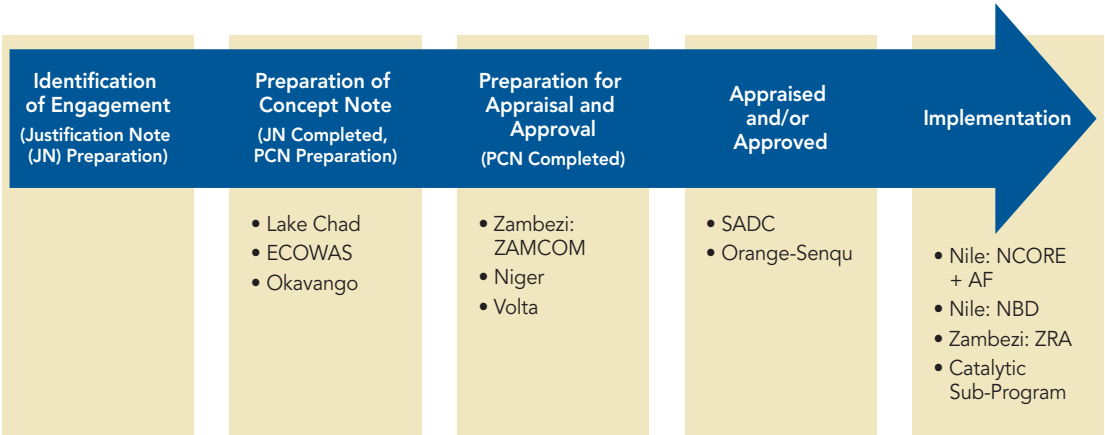 Identification
of Engagement
(Justification Note
(JN) Preparation)
Preparation of
Concept Note
(JN Completed,
PCN Preparation)
• Lake Chad
• ECOWAS
• Okavango
Preparation for
Appraisal and
Approval
(PCN Completed)
• Zambezi:
ZAMCOM
• Niger
• Volta
Appraised
and/or
Approved
• SADC
• Orange-Senqu
Implementation
• Nile: NCORE
+ AF
• Nile: NBD
• Zambezi: ZRA
• Catalytic
Sub-Program